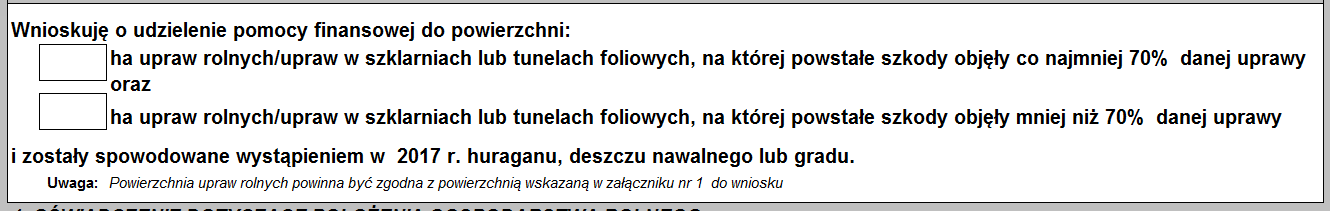 Wnioskuję o udzielenie pomocy finansowej do powierzchni:
ha upraw rolnych/upraw w szklarniach lub tunelach foliowych, na której powstałe szkody objęły co najmniej 70% danej uprawy
oraz
ha upraw rolnych/upraw w szklarniach lub tunelach foliowych, na której powstałe szkody objęły mniej niż 70% danej uprawy
i zostały spowodowane wystąpieniem w 2017 r. huraganu, deszczu nawalnego lub gradu.
Uwaga: Powierzchnia upraw rolnych powinna być zgodna z powierzchnią wskazaną w załączniku nr 1 do wniosku